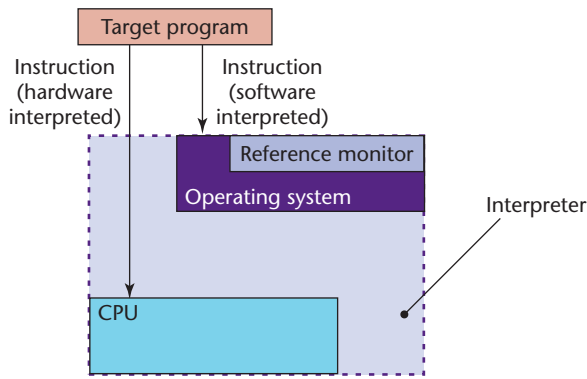 Target program
Instruction
(hardware
interpreted)
Instruction
(software
interpreted)
Reference monitor
Operating system
Interpreter
CPU